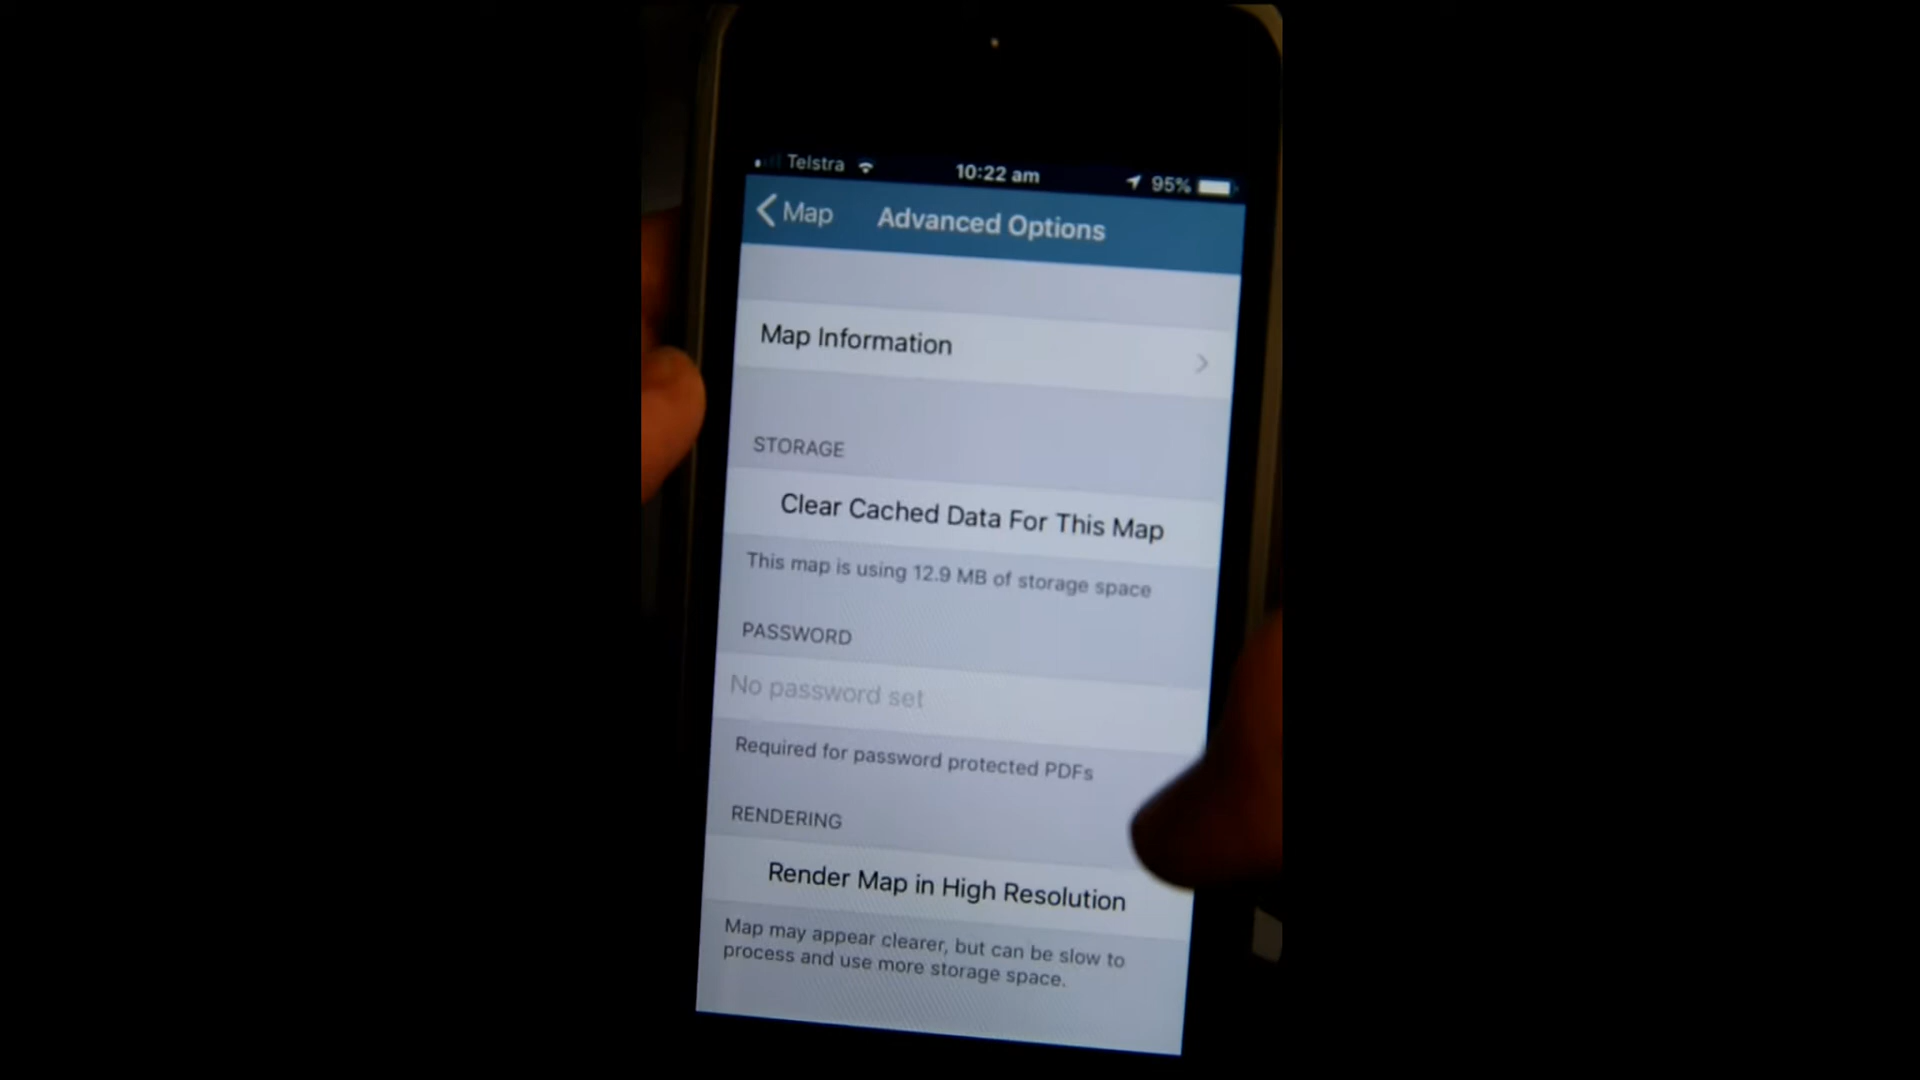 Telstra 10:22 am 95%
Map Advanced Options
Map Information
STORAGE
Clear Cached Data For This Map
This map is using 12.9 MB of storage space
PASSWORD
No password set
Required for password protected PDFs
RENDERING
Render Map in High Resolution
Map may appear clearer, but can be slow to
process and use more storage space.